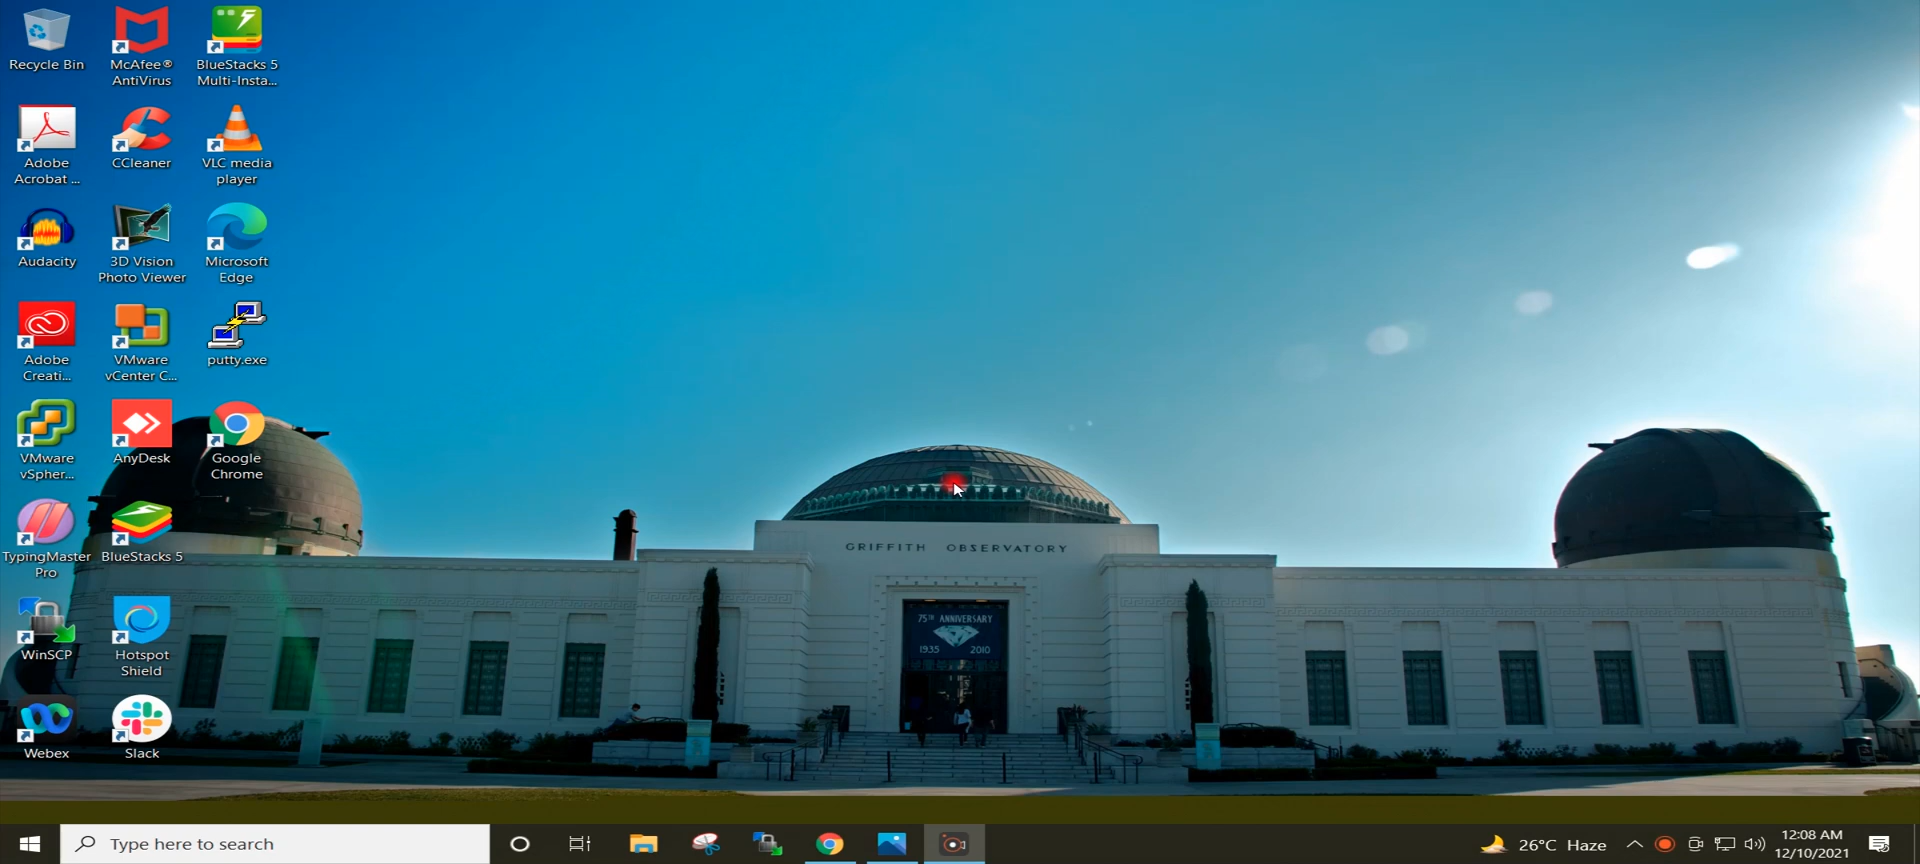 Recycle Bin
McAfee®
AntiVirus
BlueStacks 5
Multi-Insta...
Adobe
Acrobat ...
CCleaner
VLC media
player
Audacity
3D Vision
Photo Viewer
Microsoft
Edge
Adobe
Creati...
VMware
vCenter C...
putty.exe
VMware
vSpher...
AnyDesk
Google
Chrome
TypingMaster
Pro
BlueStacks 5
WinSCP
Hotspot
Shield
Webex
Slack
GRIFFITH OBSERVATORY
75TH ANNIVERSARY
1935 2010
Type here to search
26°C Haze
12:08 AM
12/10/2021